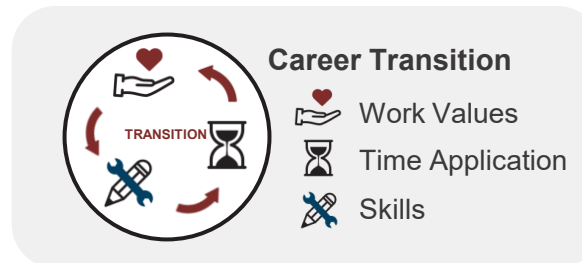 TRANSITION
Career Transition
Work Values
Time Application
Skills